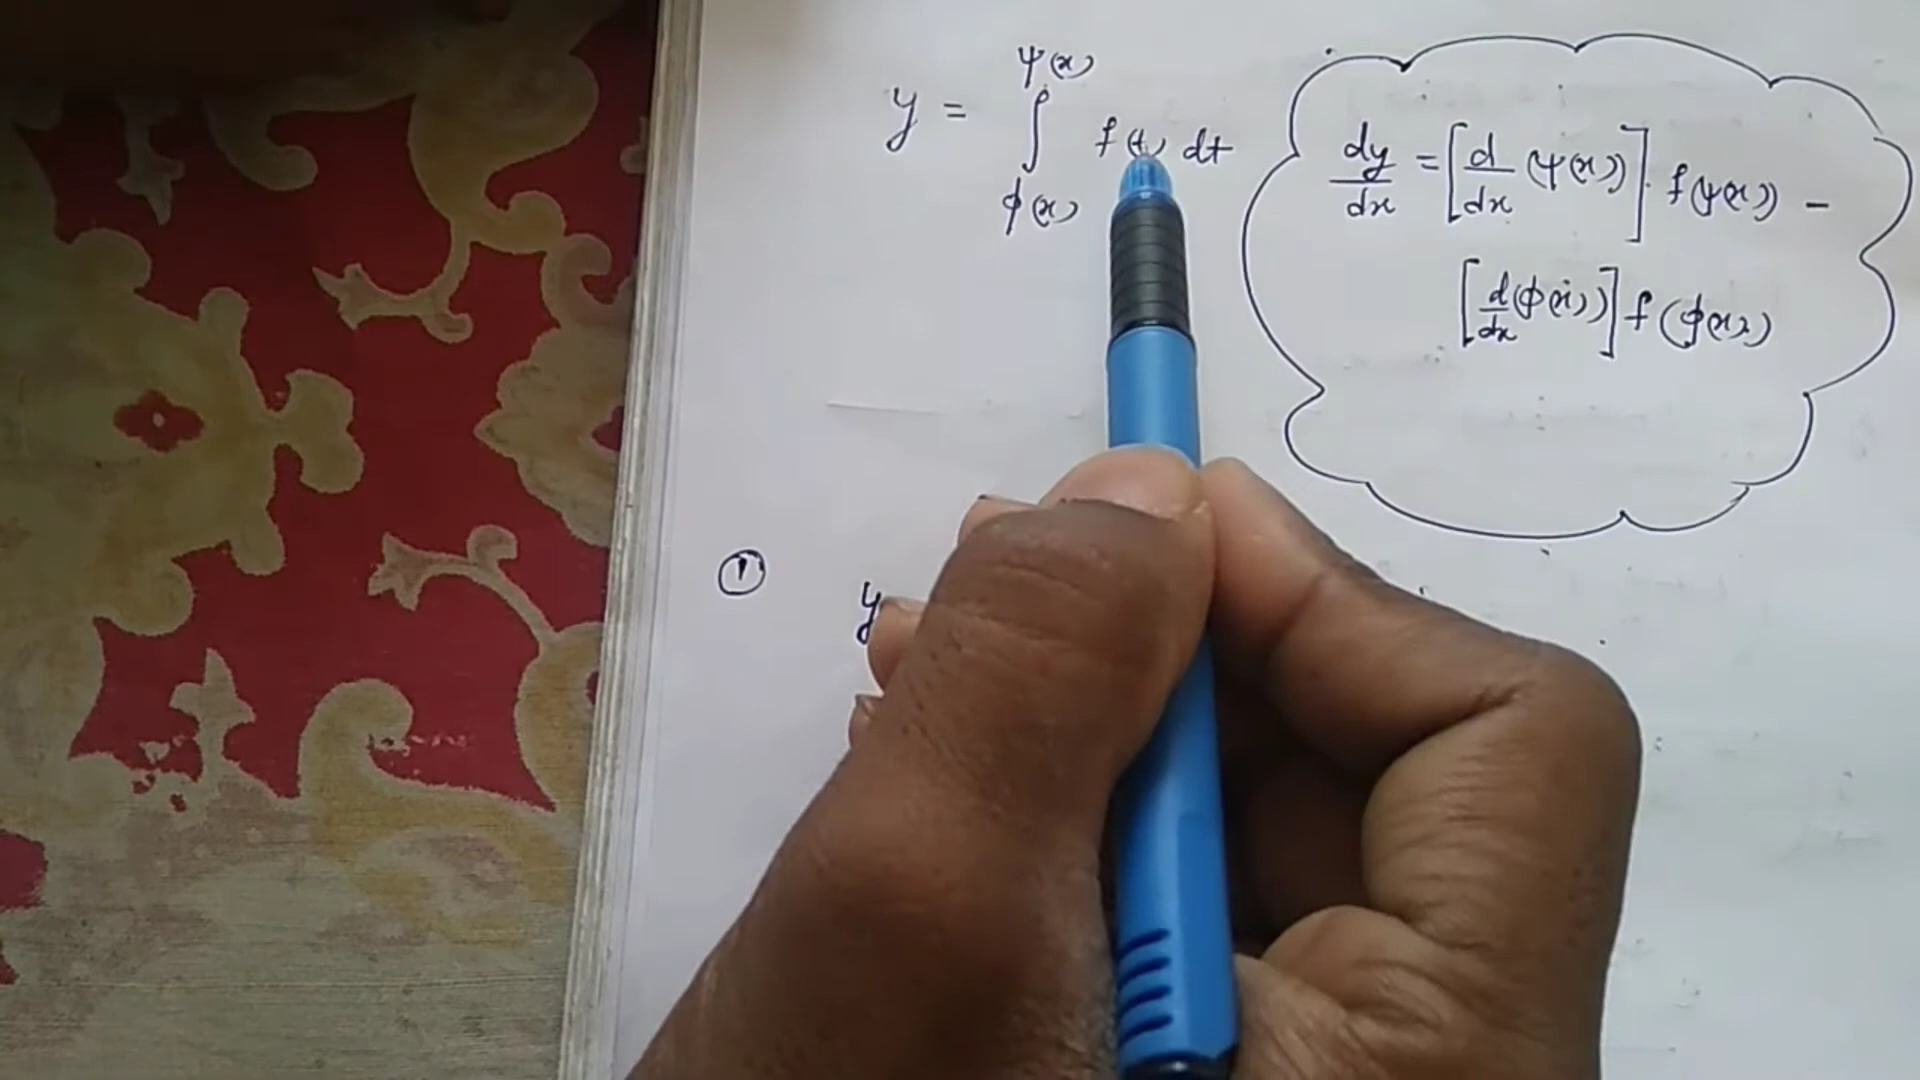 y = ∫_{φ(x)}^{ψ(x)} f(t) dt
dy/dx = [d/dx (ψ(x))] . f(ψ(x)) -
[d/dx (φ(x))] f(φ(x))
① y